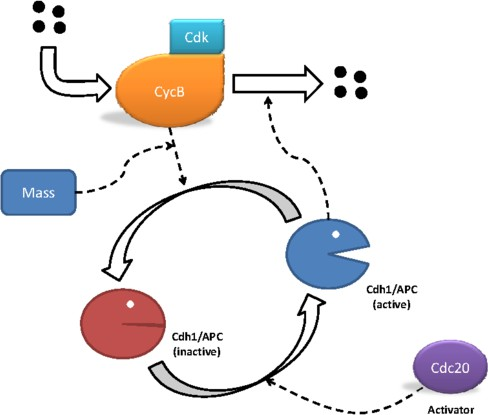 Cdk
CycB
Mass
Cdh1/APC
(active)
Cdh1/APC
(inactive)
Cdc20
Activator